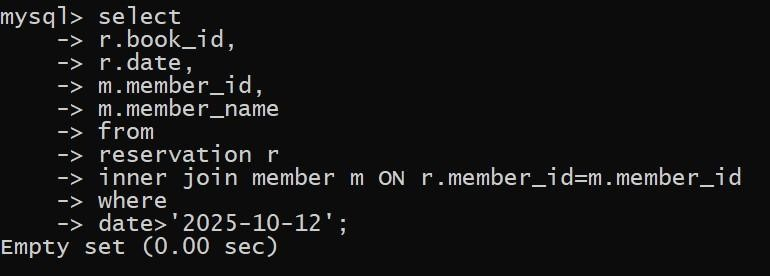 mysql> select
    -> r.book_id,
    -> r.date,
    -> m.member_id,
    -> m.member_name
    -> from
    -> reservation r
    -> inner join member m ON r.member_id=m.member_id
    -> where
    -> date>'2025-10-12';
Empty set (0.00 sec)